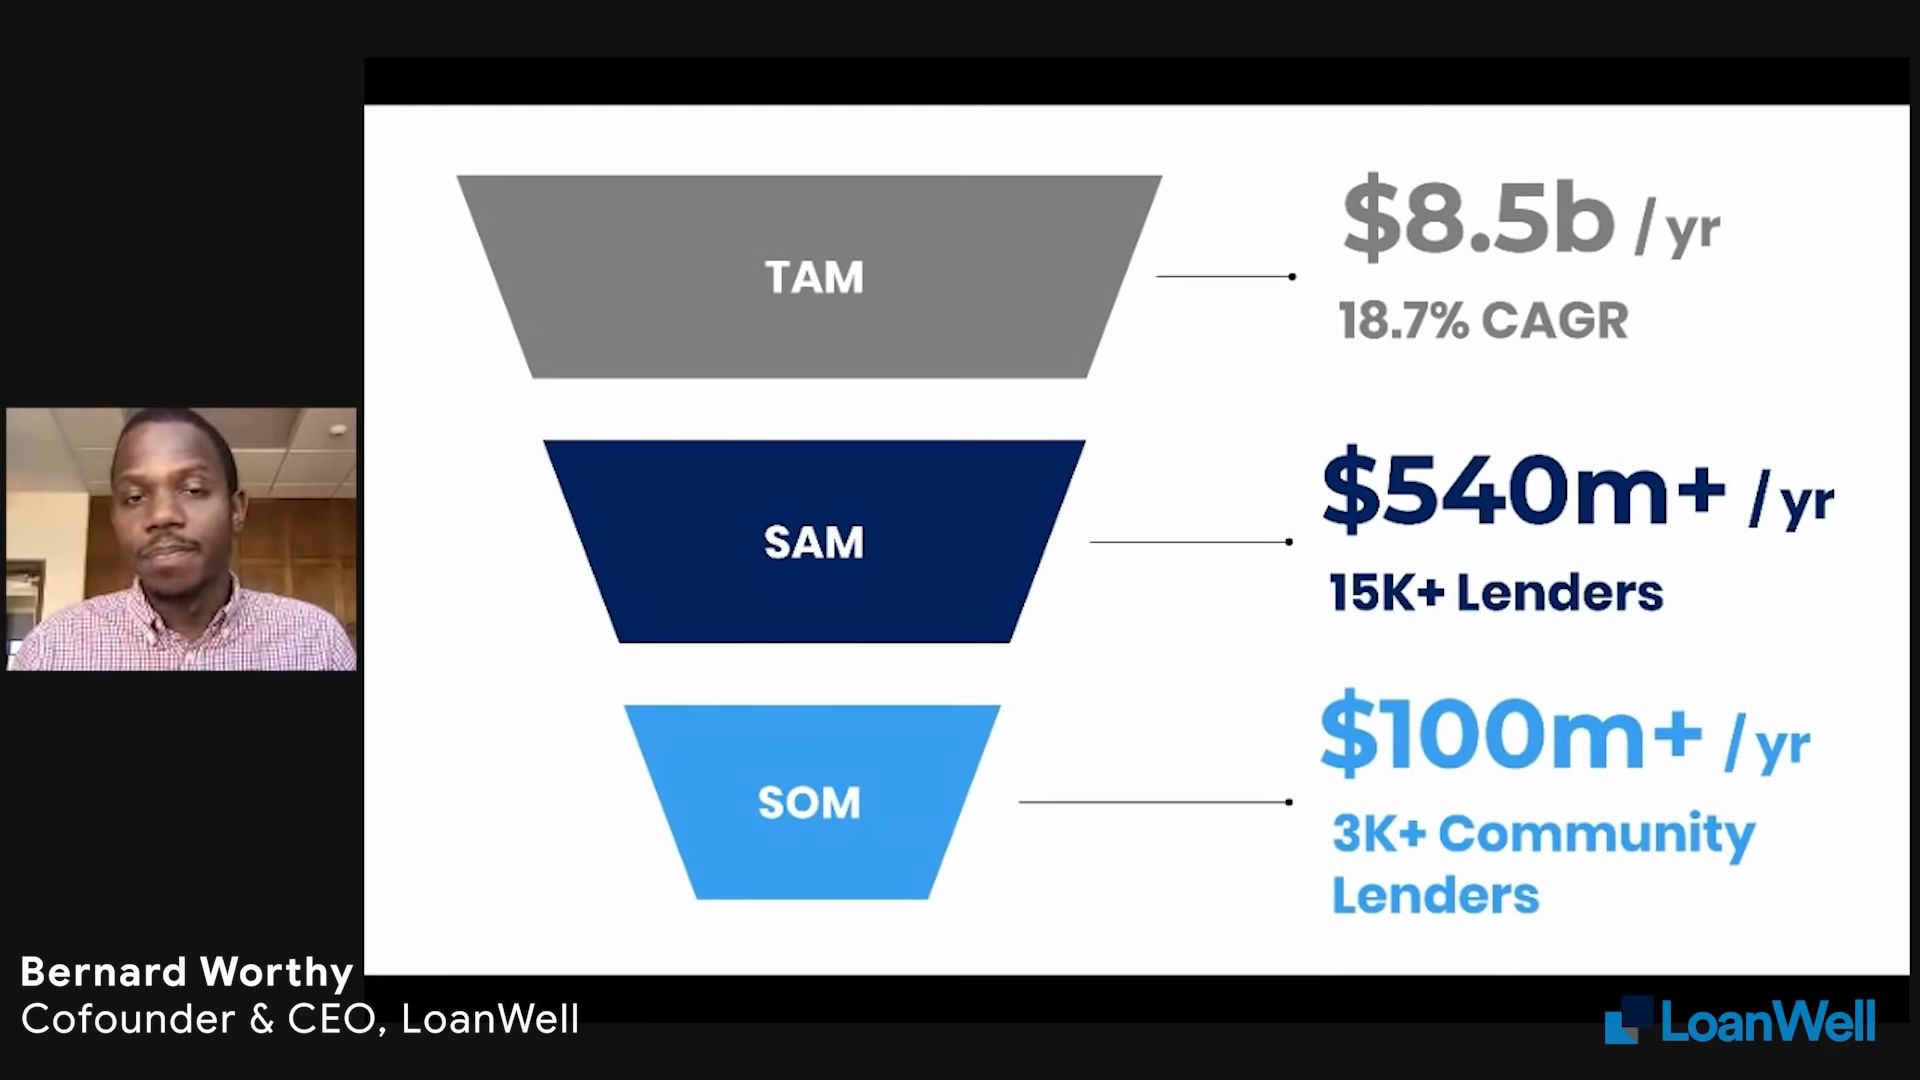 TAM
$8.5b / yr
18.7% CAGR
SAM
$540m+ / yr
15K+ Lenders
SOM
$100m+ / yr
3K+ Community
Lenders
Bernard Worthy
Cofounder & CEO, LoanWell
LoanWell